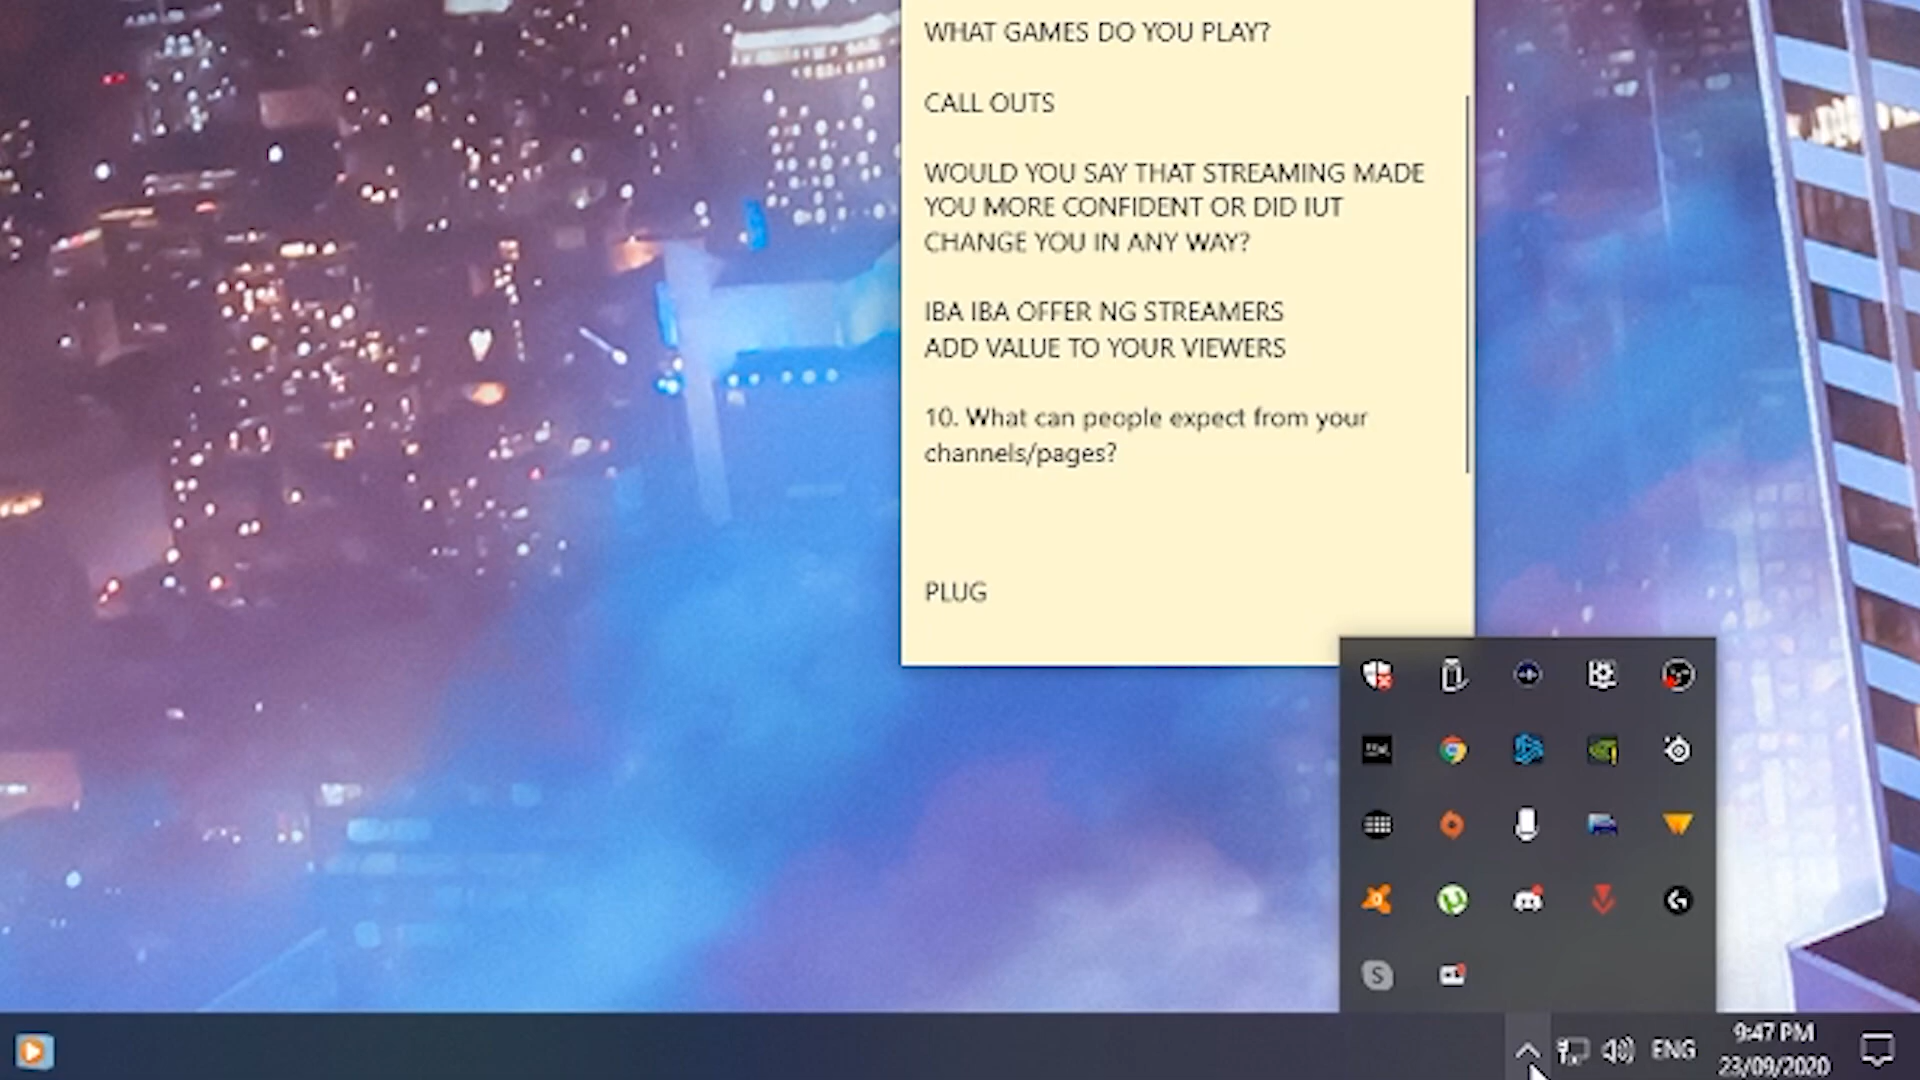 WHAT GAMES DO YOU PLAY?
CALL OUTS
WOULD YOU SAY THAT STREAMING MADE
YOU MORE CONFIDENT OR DID IUT
CHANGE YOU IN ANY WAY?
IBA IBA OFFER NG STREAMERS
ADD VALUE TO YOUR VIEWERS
10. What can people expect from your
channels/pages?
PLUG
ENG
9:47 PM
23/09/2020